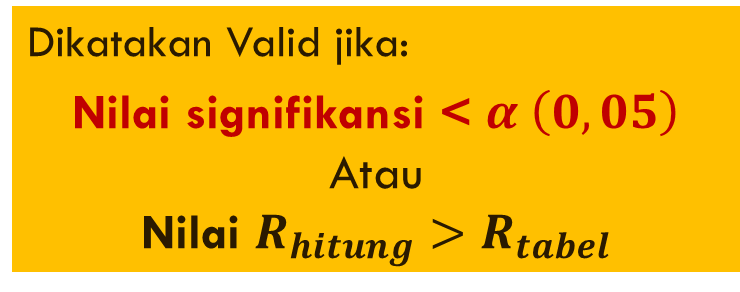 Dikatakan Valid jika:
Nilai signifikansi < α (0,05)
Atau
Nilai R_hitung > R_tabel